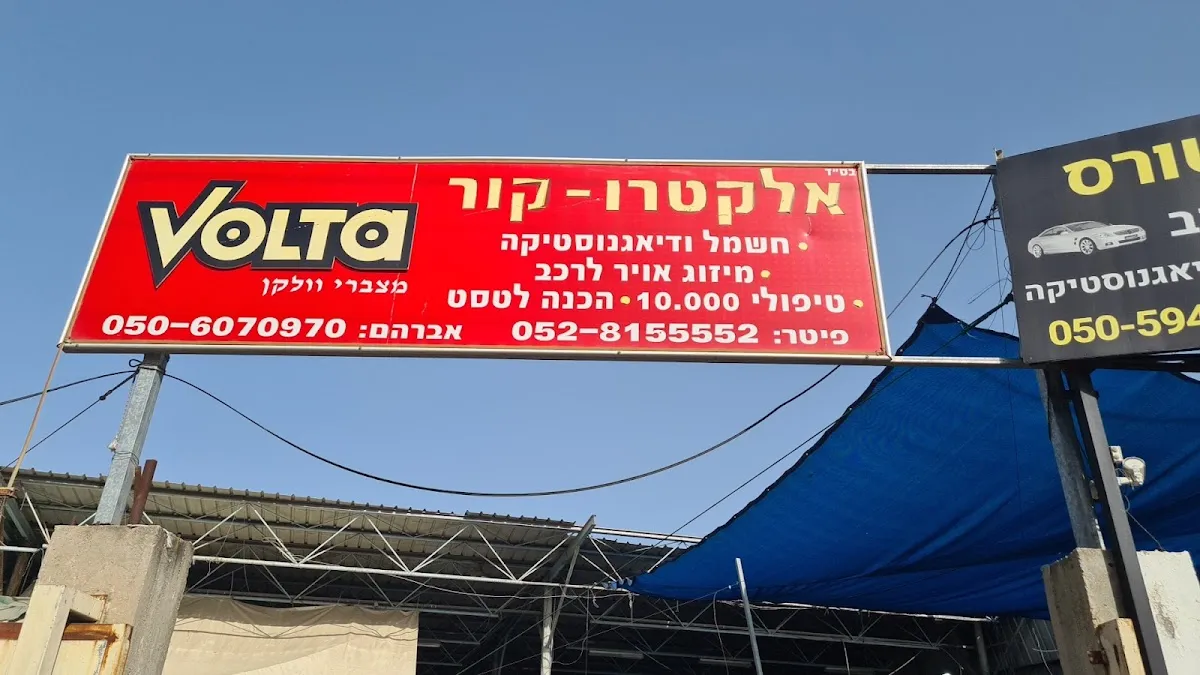 בס"ד
אלקטרו - קור
• חשמל ודיאגנוסטיקה
• מיזוג אויר לרכב
• טיפולי 10.000 • הכנה לטסט
פיטר: 052-8155552 אברהם: 050-6070970
VOLTA
מצברי וולקן
טורס
ב
דיאגנוסטיקה
050-594